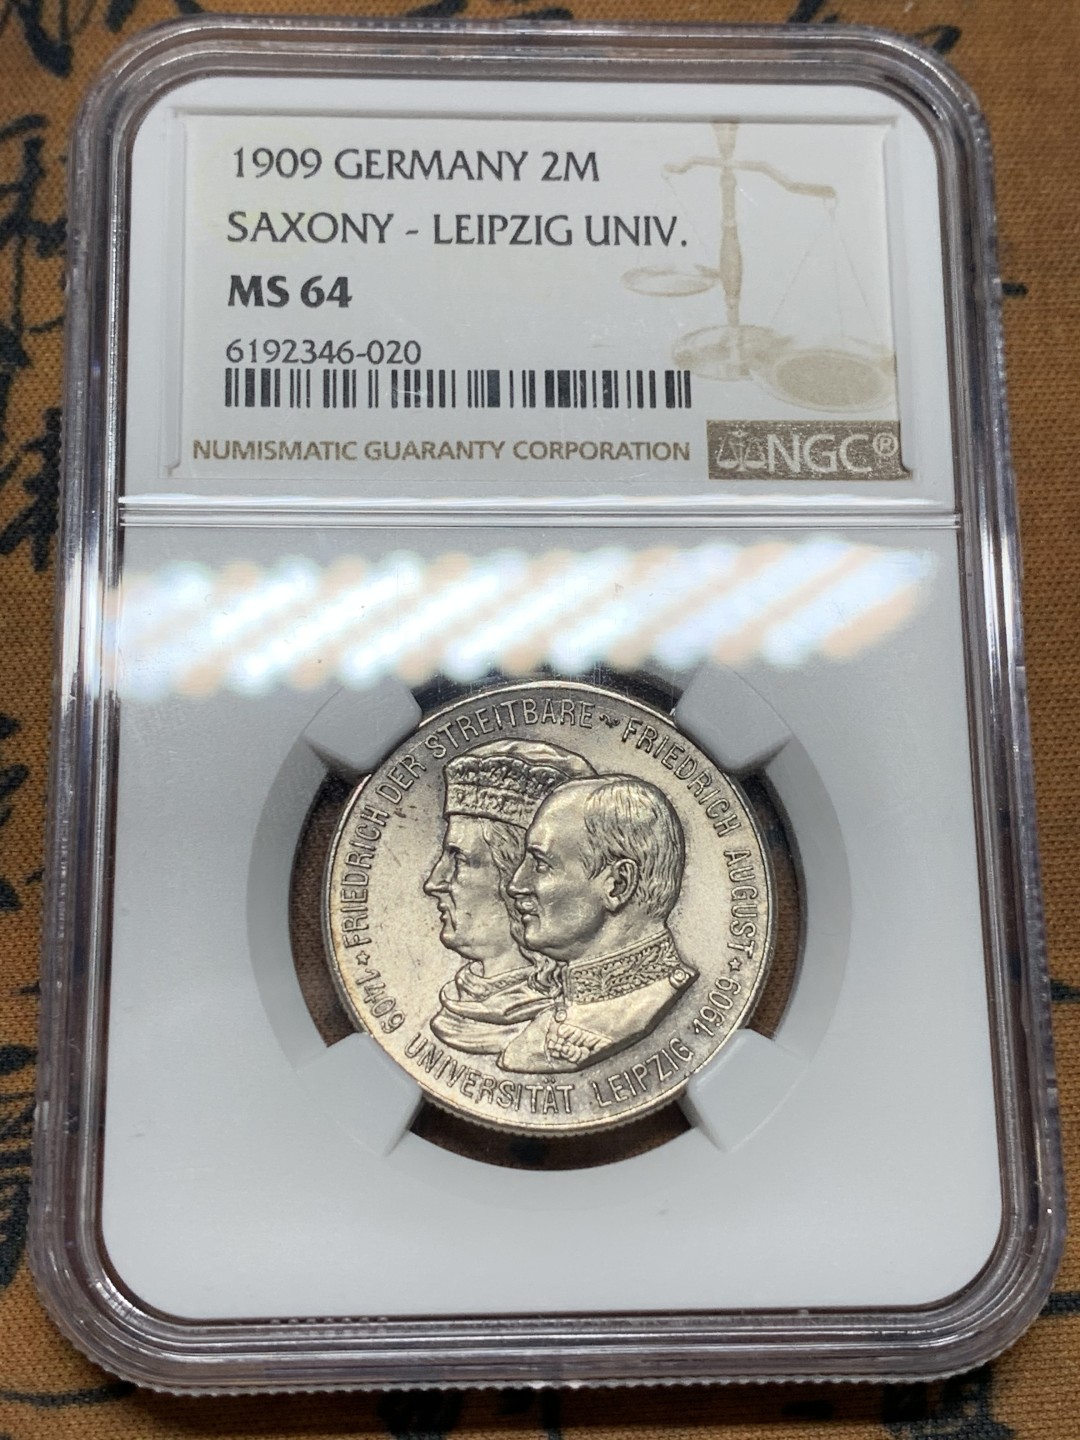 1909 GERMANY 2M
SAXONY - LEIPZIG UNIV.
MS 64
6192346-020
NUMISMATIC GUARANTY CORPORATION
NGC®
FRIEDRICH DER STREITBARE ~ FRIEDRICH AUGUST
1409 UNIVERSITÄT LEIPZIG 1909